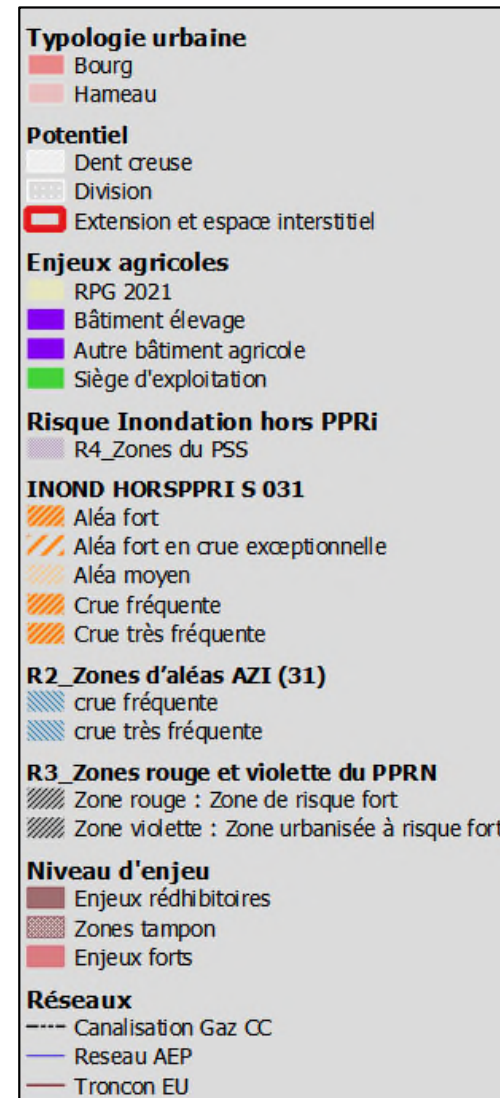 Typologie urbaine
Bourg
Hameau
Potentiel
Dent creuse
Division
Extension et espace interstitiel
Enjeux agricoles
RPG 2021
Bâtiment élevage
Autre bâtiment agricole
Siège d'exploitation
Risque Inondation hors PPRi
R4_Zones du PSS
INOND HORSPPRI S 031
Aléa fort
Aléa fort en crue exceptionnelle
Aléa moyen
Crue fréquente
Crue très fréquente
R2_Zones d’aléas AZI (31)
crue fréquente
crue très fréquente
R3_Zones rouge et violette du PPRN
Zone rouge : Zone de risque fort
Zone violette : Zone urbanisée à risque fort
Niveau d'enjeu
Enjeux rédhibitoires
Zones tampon
Enjeux forts
Réseaux
Canalisation Gaz CC
Reseau AEP
Troncon EU